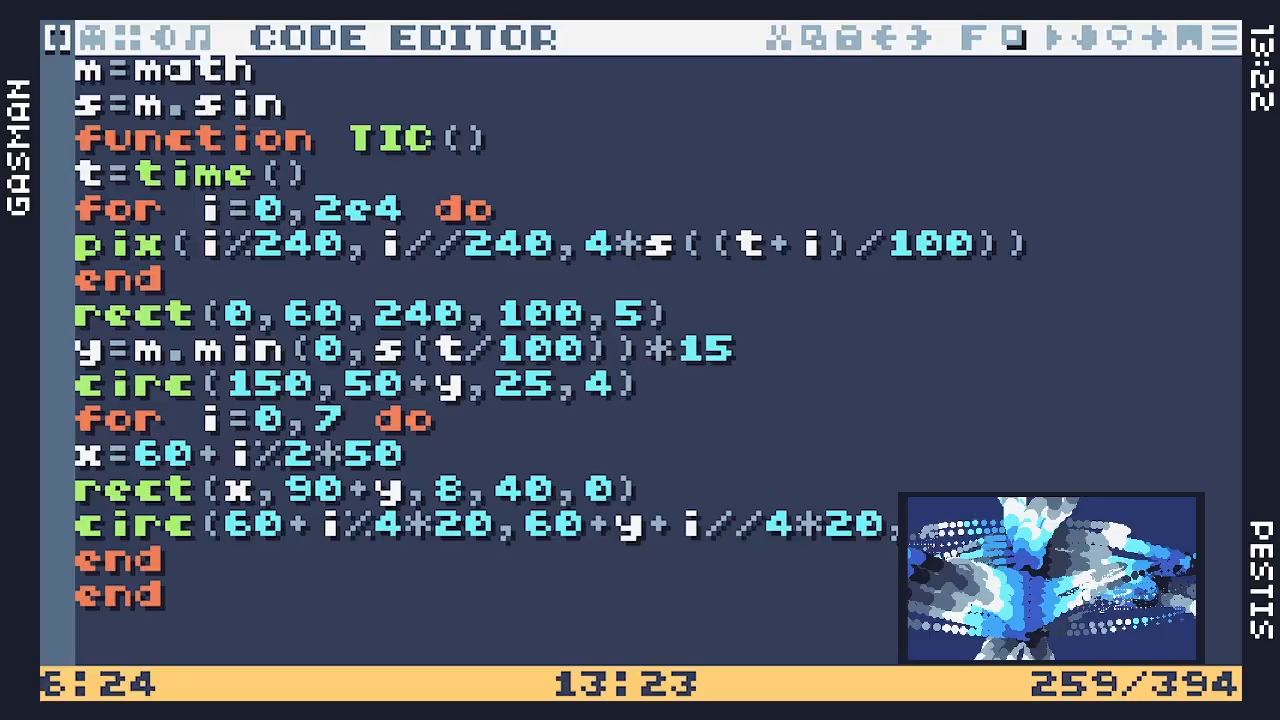 CODE EDITOR
m=math
s=m.sin
function TIC()
t=time()
for i=0,2e4 do
pix(i%240,i//240,4*s((t+i)/100))
end
rect(0,60,240,100,5)
y=m.min(0,s(t/100))*15
circ(150,50+y,25,4)
for i=0,7 do
x=60+i%2*50
rect(x,90+y,8,40,0)
circ(60+i%4*20,60+y+i//4*20,
end
end
6:24 13:23 259/394
GASMAN
13:22
PESTIS